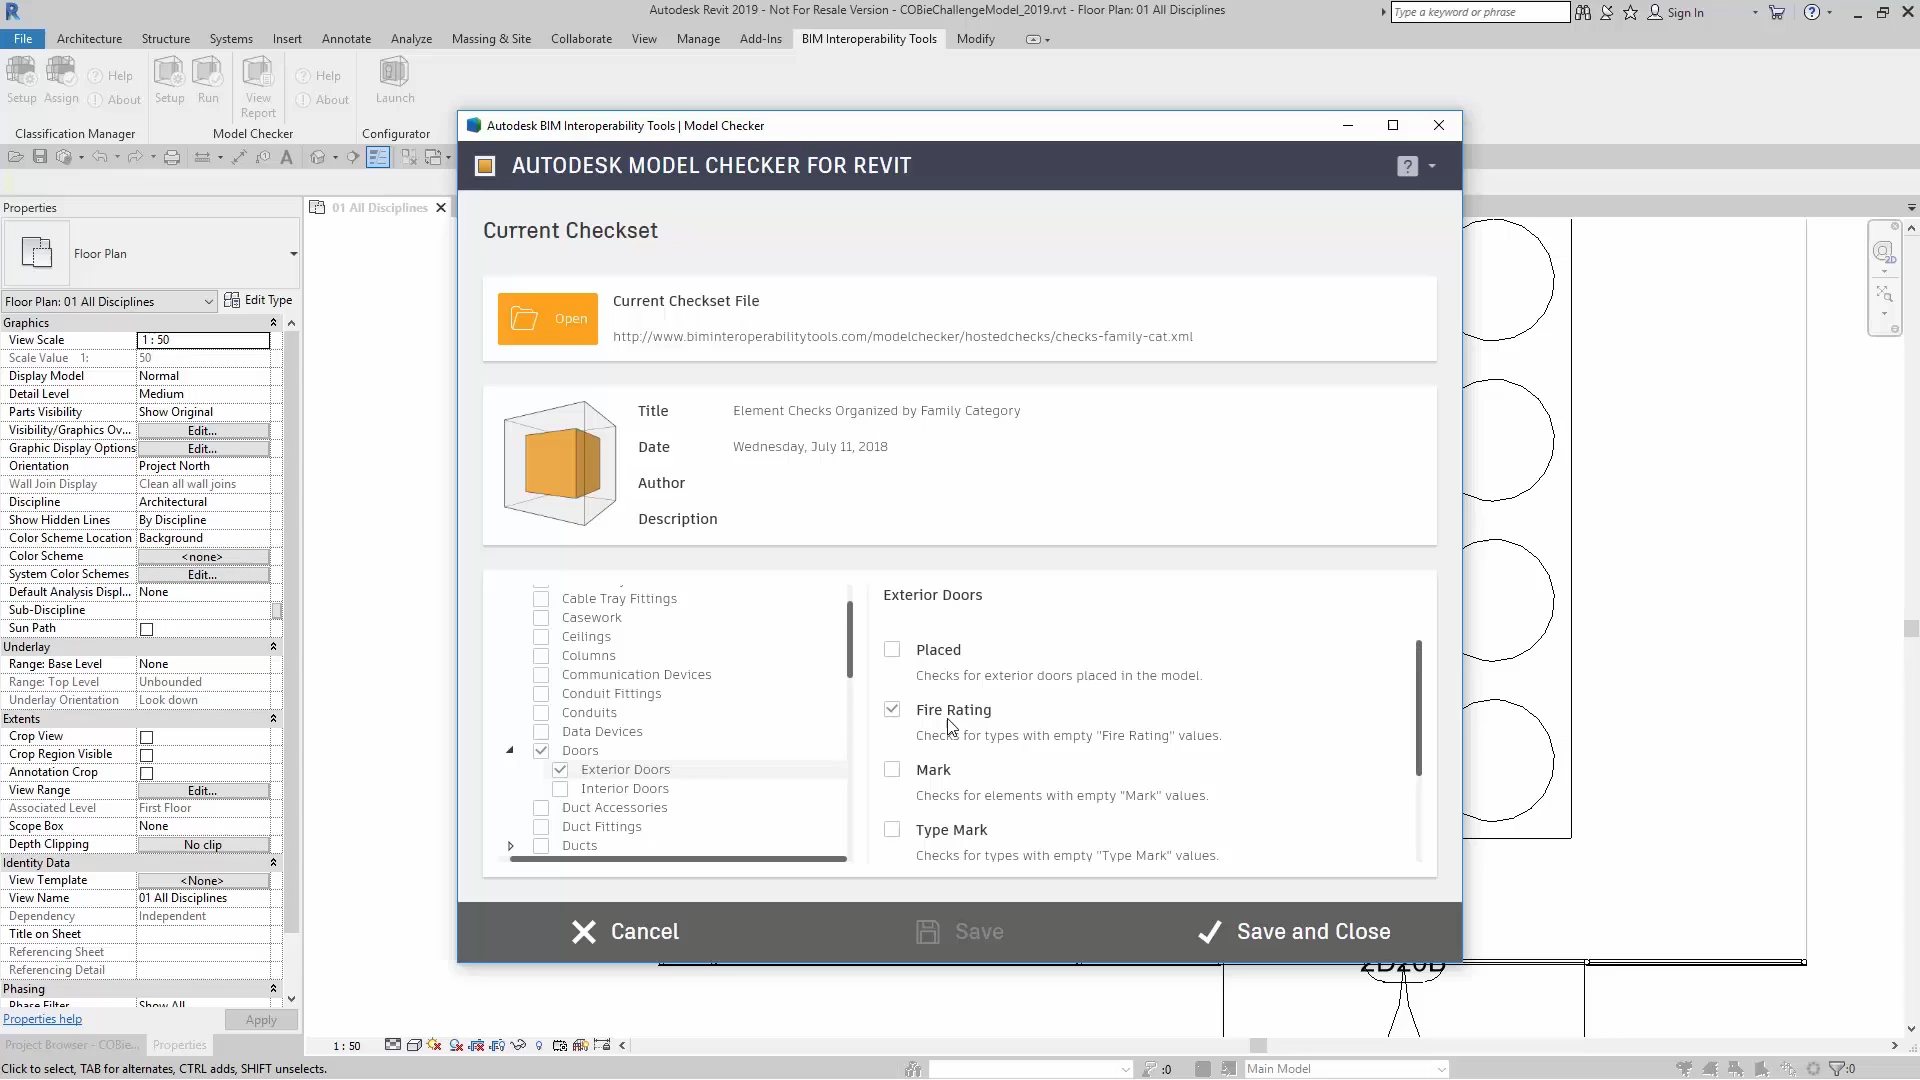 Autodesk Revit 2019 - Not For Resale Version - COBieChallengeModel_2019.rvt - Floor Plan: 01 All Disciplines
Type a keyword or phrase
Sign In
File Architecture Structure Systems Insert Annotate Analyze Massing & Site Collaborate View Manage Add-Ins BIM Interoperability Tools Modify
Setup Assign Help About Setup Run View Report Help About Launch
Classification Manager Model Checker Configurator
Autodesk BIM Interoperability Tools | Model Checker
AUTODESK MODEL CHECKER FOR REVIT
Current Checkset
Open
Current Checkset File
http://www.biminteroperabilitytools.com/modelchecker/hostedchecks/checks-family-cat.xml
Title Element Checks Organized by Family Category
Date Wednesday, July 11, 2018
Author
Description
Cable Tray Fittings
Casework
Ceilings
Columns
Communication Devices
Conduit Fittings
Conduits
Data Devices
Doors
Exterior Doors
Interior Doors
Duct Accessories
Duct Fittings
Ducts
Exterior Doors
Placed
Checks for exterior doors placed in the model.
Fire Rating
Checks for types with empty "Fire Rating" values.
Mark
Checks for elements with empty "Mark" values.
Type Mark
Checks for types with empty "Type Mark" values.
Cancel Save Save and Close
Properties
01 All Disciplines
Floor Plan
Floor Plan: 01 All Disciplines Edit Type
Graphics
View Scale 1 : 50
Scale Value 1: 50
Display Model Normal
Detail Level Medium
Parts Visibility Show Original
Visibility/Graphics Ov... Edit...
Graphic Display Options Edit...
Orientation Project North
Wall Join Display Clean all wall joins
Discipline Architectural
Show Hidden Lines By Discipline
Color Scheme Location Background
Color Scheme <none>
System Color Schemes Edit...
Default Analysis Displ... None
Sub-Discipline
Sun Path
Underlay
Range: Base Level None
Range: Top Level Unbounded
Underlay Orientation Look down
Extents
Crop View
Crop Region Visible
Annotation Crop
View Range Edit...
Associated Level First Floor
Scope Box None
Depth Clipping No clip
Identity Data
View Template <None>
View Name 01 All Disciplines
Dependency Independent
Title on Sheet
Referencing Sheet
Referencing Detail
Phasing
Phase Filter Show All
Properties help Apply
Project Browser - COBie... Properties
2D
2D20B
1 : 50
Click to select, TAB for alternates, CTRL adds, SHIFT unselects.
:0
Main Model
:0